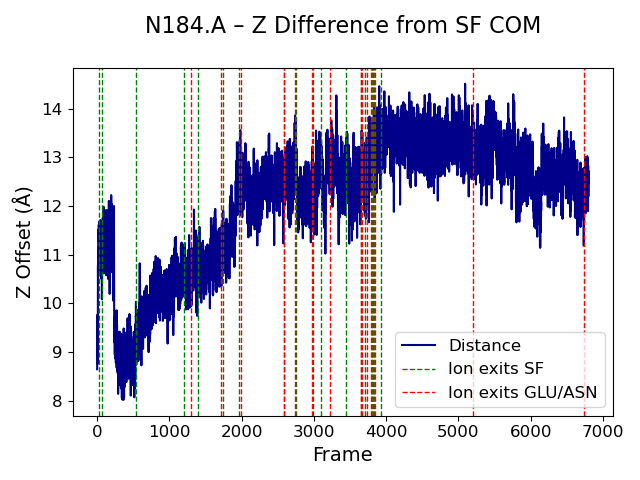 N184.A – Z Difference from SF COM
Z Offset (Å)
14
13
12
11
10
9
8
0
1000
2000
3000
4000
5000
6000
7000
Frame
Distance
Ion exits SF
Ion exits GLU/ASN